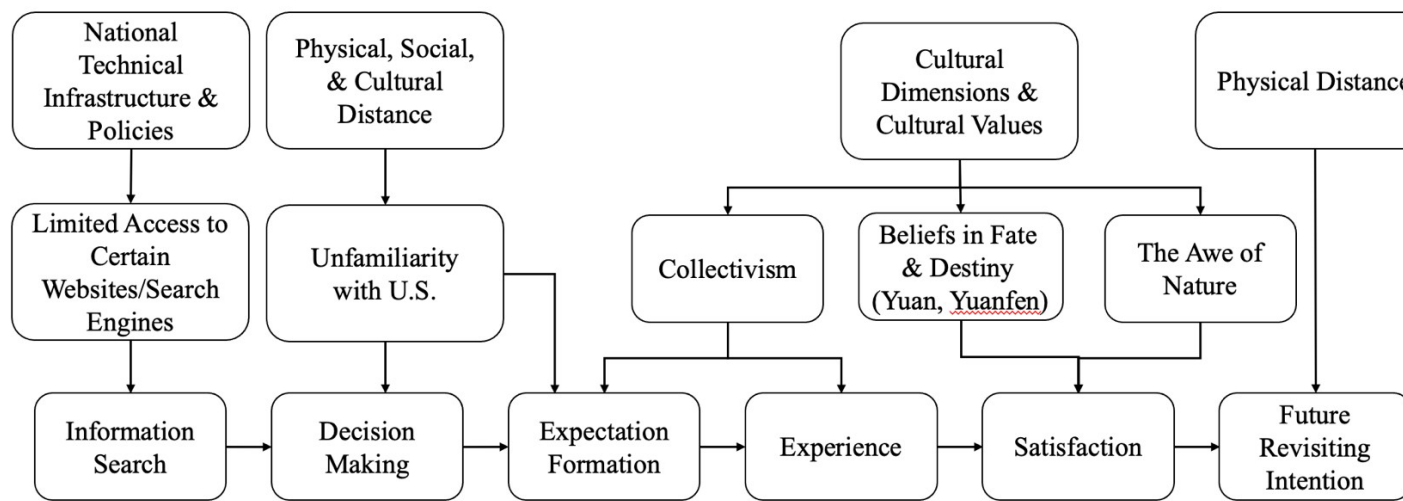 National
Technical
Infrastructure &
Policies
Physical, Social,
& Cultural
Distance
Cultural
Dimensions &
Cultural Values
Physical Distance
Limited Access to
Certain
Websites/Search
Engines
Unfamiliarity
with U.S.
Collectivism
Beliefs in Fate
& Destiny
(Yuan, Yuanfen)
The Awe of
Nature
Information
Search
Decision
Making
Expectation
Formation
Experience
Satisfaction
Future
Revisiting
Intention